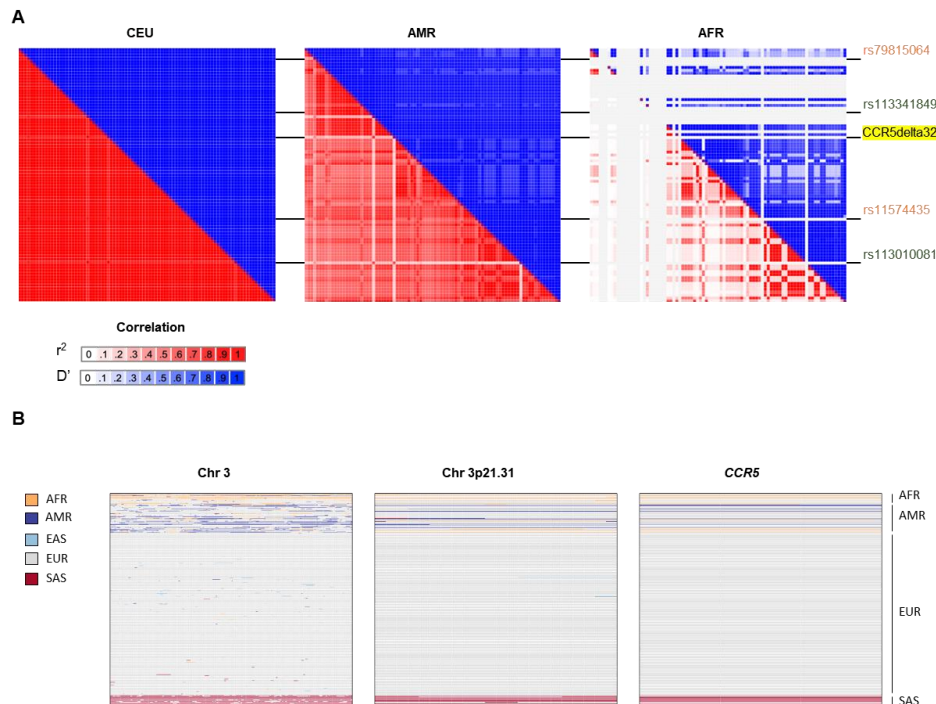 A
CEU
AMR
AFR
rs79815064
rs113341849
CCR5delta32
rs11574435
rs113010081
Correlation
r2 0 .1 .2 .3 .4 .5 .6 .7 .8 .9 1
D' 0 .1 .2 .3 .4 .5 .6 .7 .8 .9 1
B
Chr 3
Chr 3p21.31
CCR5
AFR
AMR
EAS
EUR
SAS
AFR
AMR
EUR
SAS